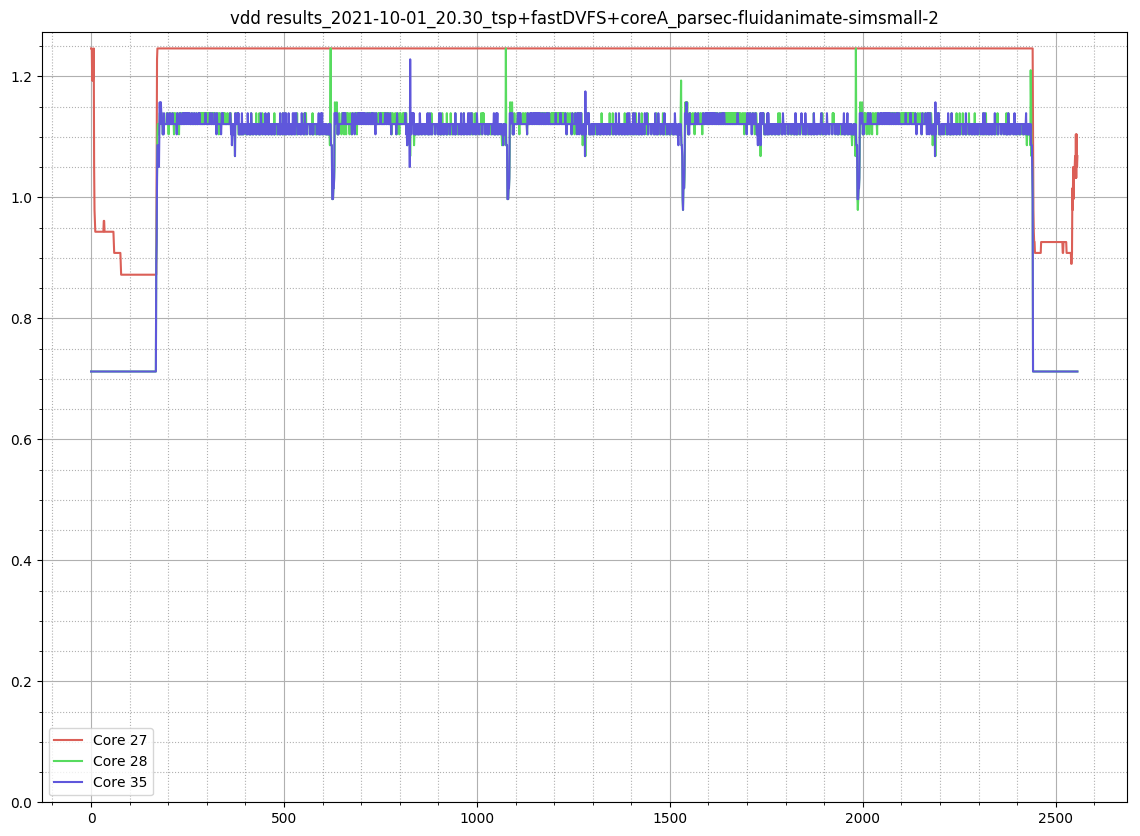 vdd results_2021-10-01_20.30_tsp+fastDVFS+coreA_parsec-fluidanimate-simsmall-2
1.2
1.0
0.8
0.6
0.4
0.2
0.0
Core 27
Core 28
Core 35
0 500 1000 1500 2000 2500